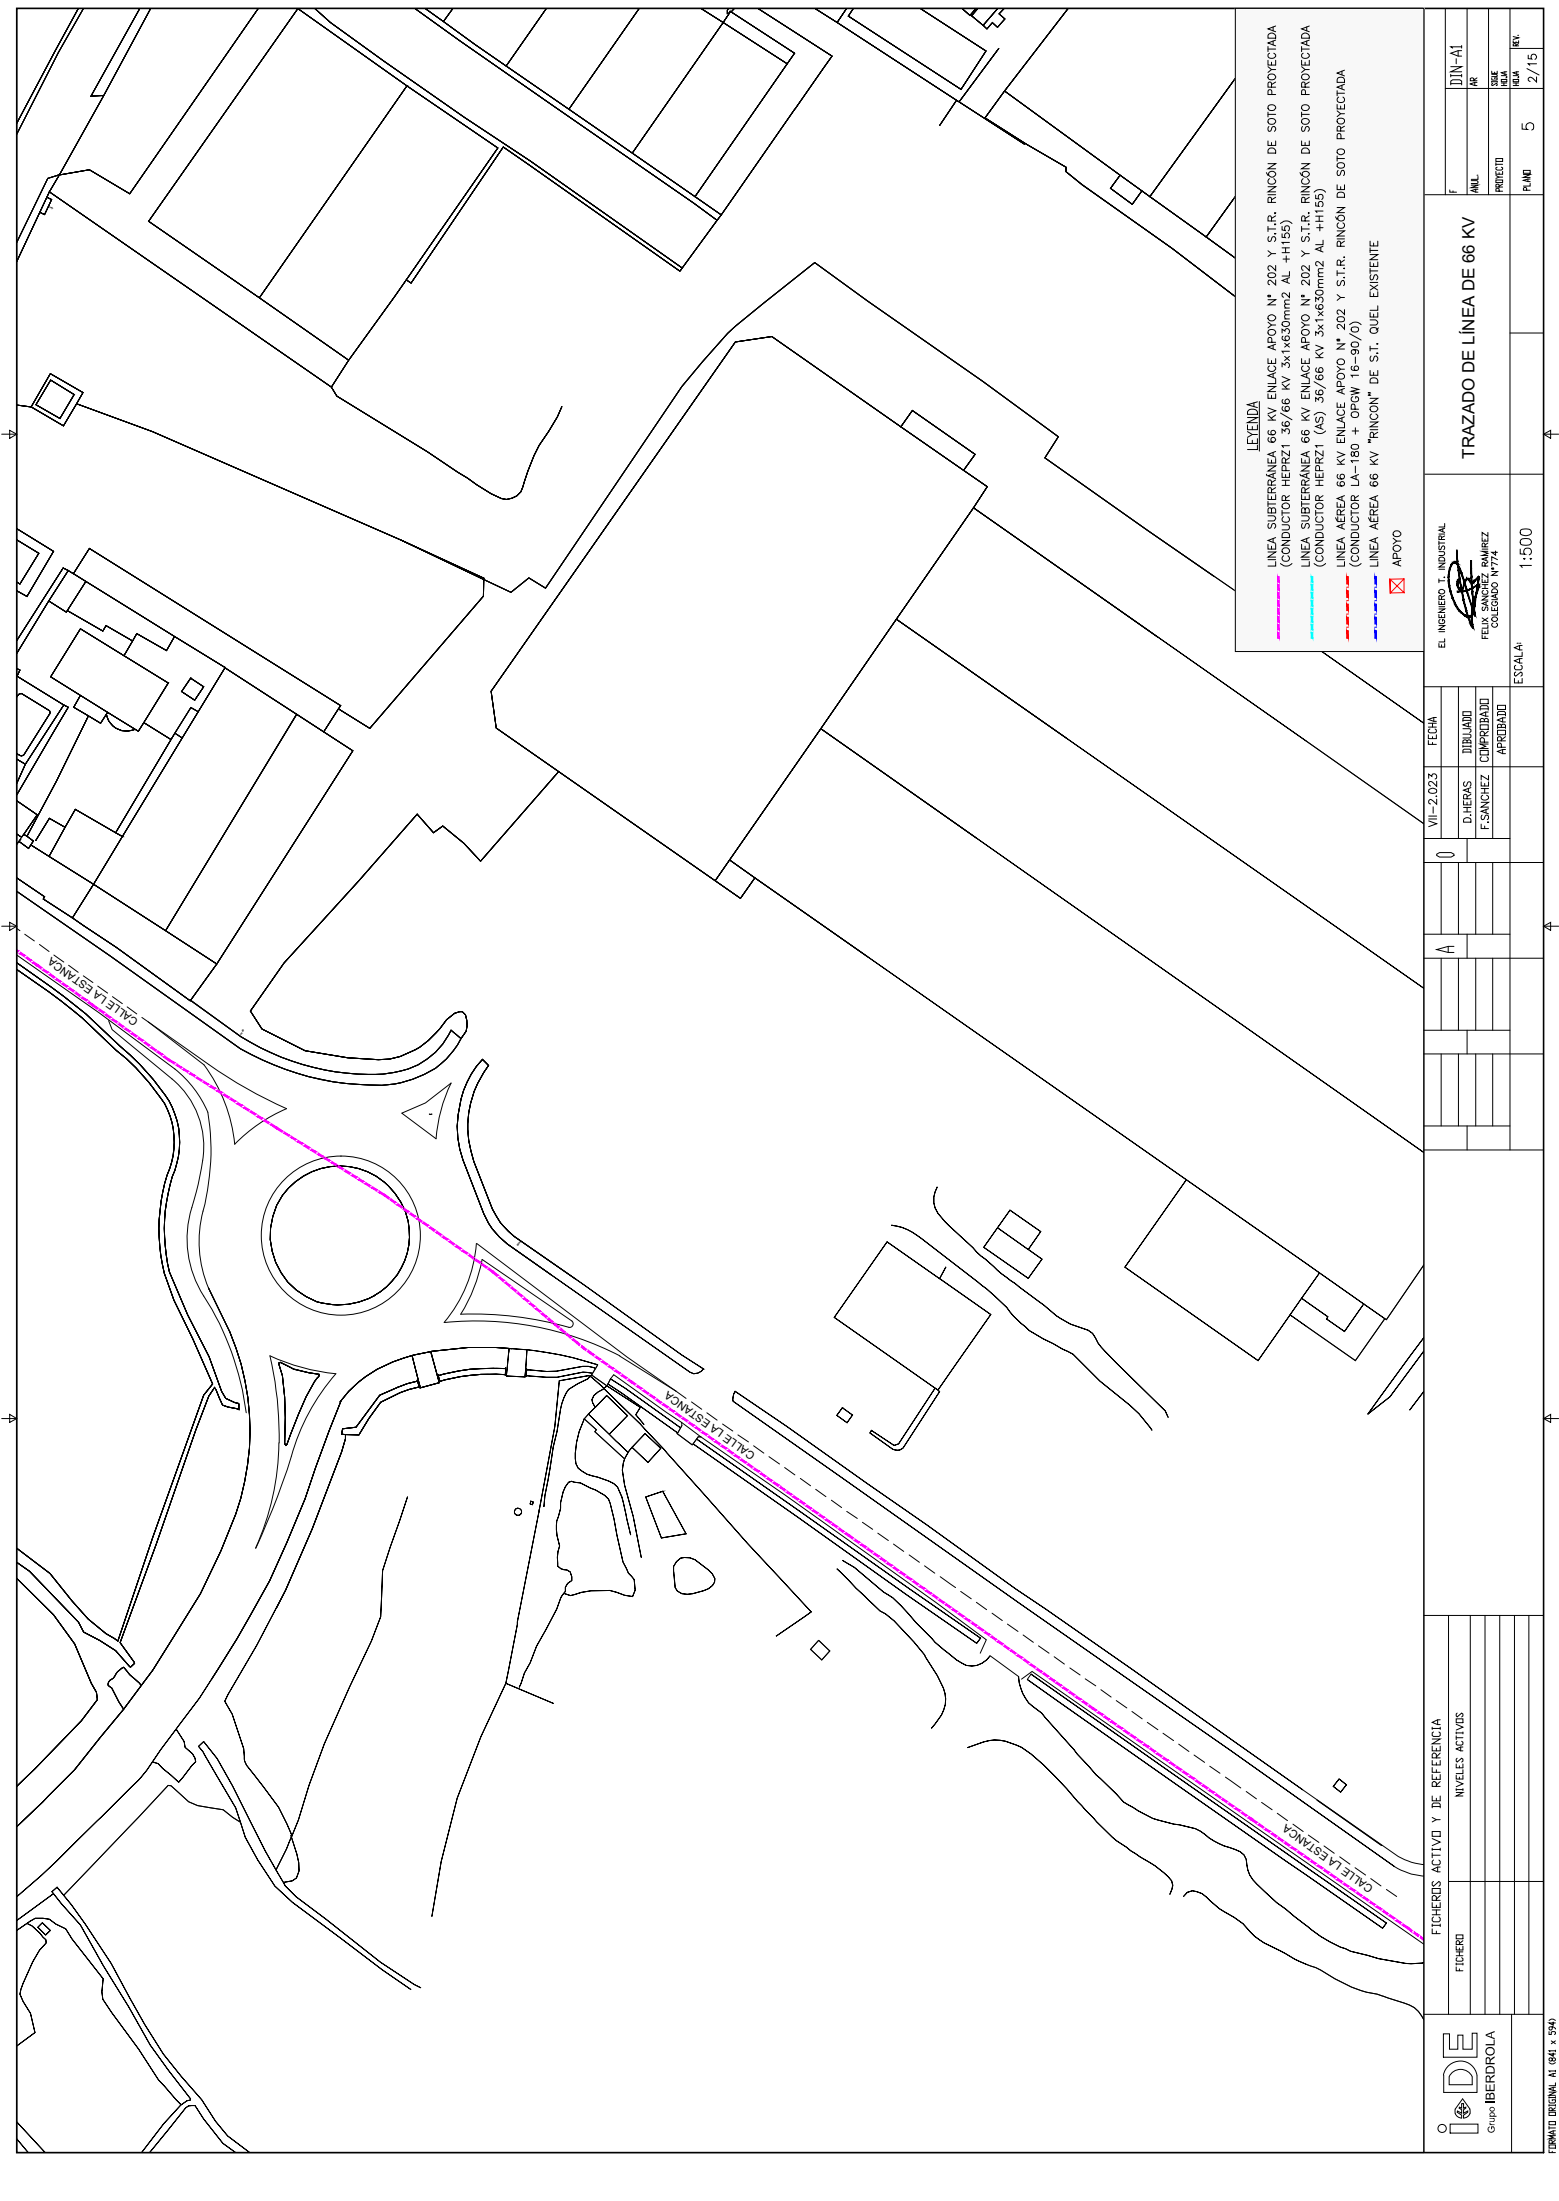 CALLE LA ESTANCA
CALLE LA ESTANCA
CALLE LA ESTANCA
LEYENDA
LINEA SUBTERRÁNEA 66 KV ENLACE APOYO Nº 202 Y S.T.R. RINCÓN DE SOTO PROYECTADA
(CONDUCTOR HEPRZ1 36/66 KV 3x1x630mm2 AL +H155)
LINEA SUBTERRÁNEA 66 KV ENLACE APOYO Nº 202 Y S.T.R. RINCÓN DE SOTO PROYECTADA
(CONDUCTOR HEPRZ1 (AS) 36/66 KV 3x1x630mm2 AL +H155)
LINEA AÉREA 66 KV ENLACE APOYO Nº 202 Y S.T.R. RINCÓN DE SOTO PROYECTADA
(CONDUCTOR LA-180 + OPGW 16-90/0)
LINEA AÉREA 66 KV "RINCON" DE S.T. QUEL EXISTENTE
APOYO
i DE
Grupo IBERDROLA
FICHEROS ACTIVO Y DE REFERENCIA
FICHERO
NIVELES ACTIVOS
A
0
VII-2.023
FECHA
D.HERAS
DIBUJADO
F.SANCHEZ
COMPROBADO
APROBADO
EL INGENIERO T. INDUSTRIAL
FELIX SANCHEZ RAMIREZ
COLEGIADO Nº774
ESCALA:
1:500
TRAZADO DE LÍNEA DE 66 KV
F
DIN-A1
ANUL.
AR
PROYECTO
SIGUE
HOJA
PLANO
5
HOJA
2/15
REV.
FORMATO ORIGINAL A1 (841 x 594)